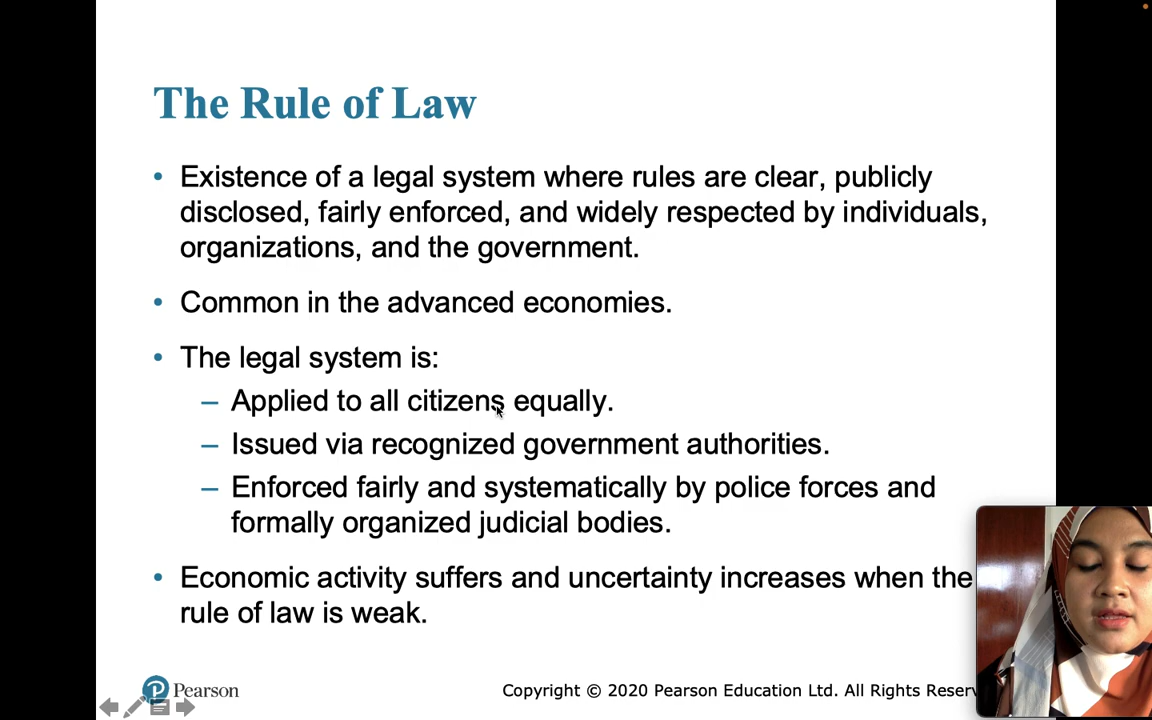 The Rule of Law
• Existence of a legal system where rules are clear, publicly
disclosed, fairly enforced, and widely respected by individuals,
organizations, and the government.
• Common in the advanced economies.
• The legal system is:
– Applied to all citizens equally.
– Issued via recognized government authorities.
– Enforced fairly and systematically by police forces and
formally organized judicial bodies.
• Economic activity suffers and uncertainty increases when the
rule of law is weak.
P Pearson
Copyright © 2020 Pearson Education Ltd. All Rights Reserv